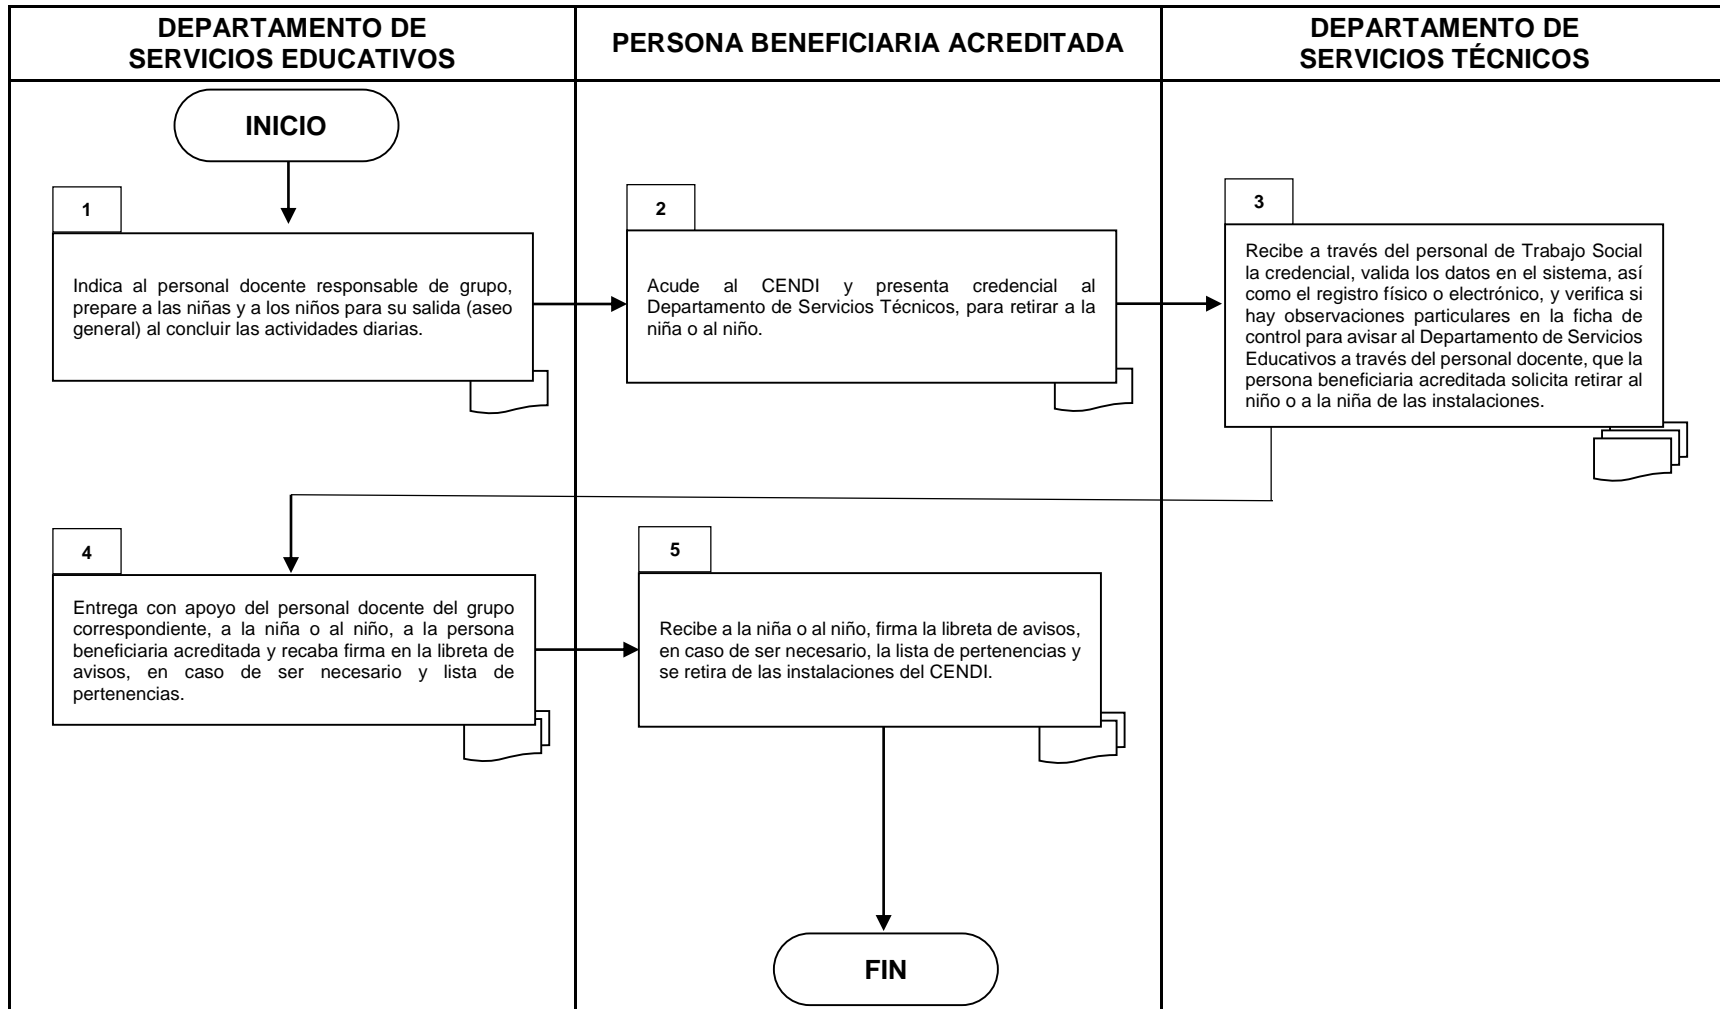 DEPARTAMENTO DE
SERVICIOS EDUCATIVOS
PERSONA BENEFICIARIA ACREDITADA
DEPARTAMENTO DE
SERVICIOS TÉCNICOS
INICIO
1
Indica al personal docente responsable de grupo,
prepare a las niñas y a los niños para su salida (aseo
general) al concluir las actividades diarias.
2
Acude al CENDI y presenta credencial al
Departamento de Servicios Técnicos, para retirar a la
niña o al niño.
3
Recibe a través del personal de Trabajo Social
la credencial, valida los datos en el sistema, así
como el registro físico o electrónico, y verifica si
hay observaciones particulares en la ficha de
control para avisar al Departamento de Servicios
Educativos a través del personal docente, que la
persona beneficiaria acreditada solicita retirar al
niño o a la niña de las instalaciones.
4
Entrega con apoyo del personal docente del grupo
correspondiente, a la niña o al niño, a la persona
beneficiaria acreditada y recaba firma en la libreta de
avisos, en caso de ser necesario y lista de
pertenencias.
5
Recibe a la niña o al niño, firma la libreta de avisos,
en caso de ser necesario, la lista de pertenencias y
se retira de las instalaciones del CENDI.
FIN